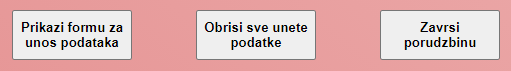 Prikazi formu za
unos podataka
Obrisi sve unete
podatke
Zavrsi
porudzbinu